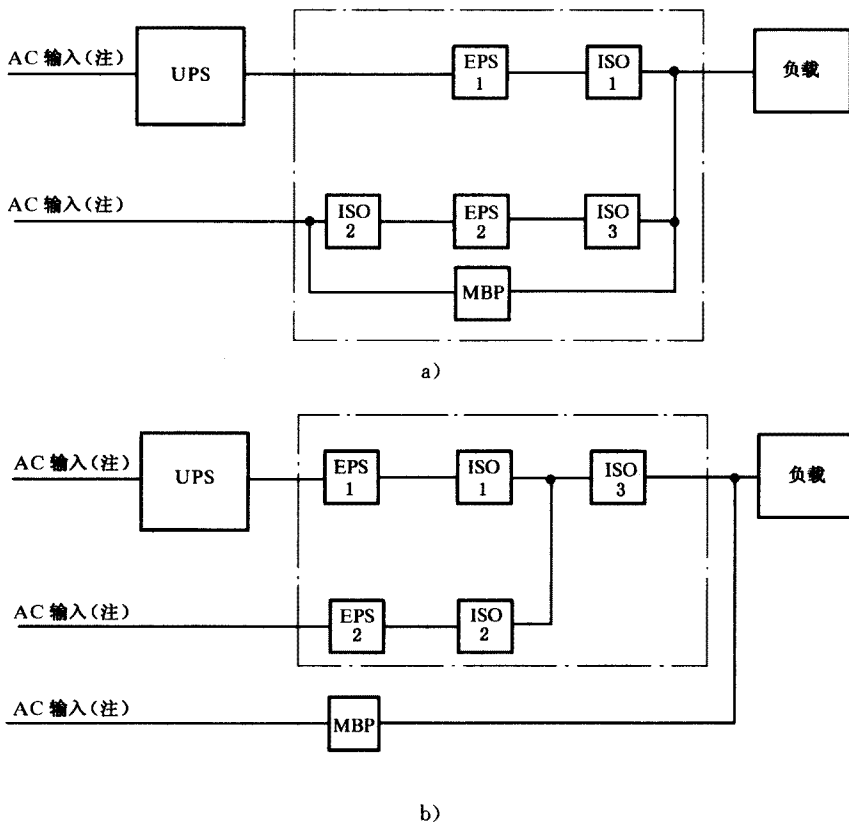 AC 输入(注)
UPS
EPS
1
ISO
1
负载
AC 输入(注)
ISO
2
EPS
2
ISO
3
MBP
a)
AC 输入(注)
UPS
EPS
1
ISO
1
ISO
3
负载
AC 输入(注)
EPS
2
ISO
2
AC 输入(注)
MBP
b)